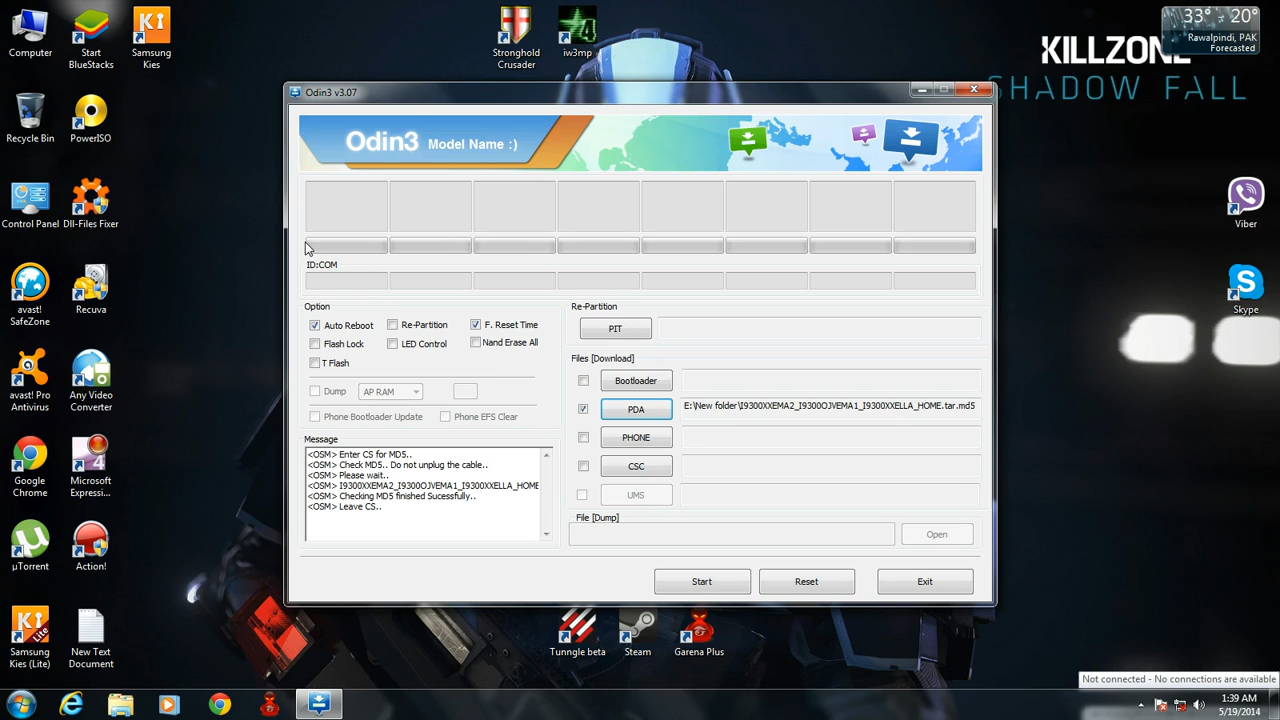 Computer
Start
BlueStacks
Samsung
Kies
Stronghold
Crusader
iw3mp
33° 20°
Rawalpindi, PAK
Forecasted
KILLZONE
SHADOW FALL
Recycle Bin
PowerISO
Control Panel
Dll-Files Fixer
avast!
SafeZone
Recuva
avast! Pro
Antivirus
Any Video
Converter
Google
Chrome
Microsoft
Expressi...
µTorrent
Action!
Samsung
Kies (Lite)
New Text
Document
Viber
Skype
Odin3 v3.07
Odin3 Model Name :)
ID:COM
Option
Auto Reboot
Re-Partition
F. Reset Time
Flash Lock
LED Control
Nand Erase All
T Flash
Dump
AP RAM
Phone Bootloader Update
Phone EFS Clear
Message
<OSM> Enter CS for MD5..
<OSM> Check MD5.. Do not unplug the cable..
<OSM> Please wait..
<OSM> I9300XXEMA2_I9300OJVEMA1_I9300XXELLA_HOME
<OSM> Checking MD5 finished Sucessfully..
<OSM> Leave CS..
Re-Partition
PIT
Files [Download]
Bootloader
PDA
E:\New folder\I9300XXEMA2_I9300OJVEMA1_I9300XXELLA_HOME.tar.md5
PHONE
CSC
UMS
File [Dump]
Open
Start
Reset
Exit
Tunngle beta
Steam
Garena Plus
Not connected - No connections are available
1:39 AM
5/19/2014